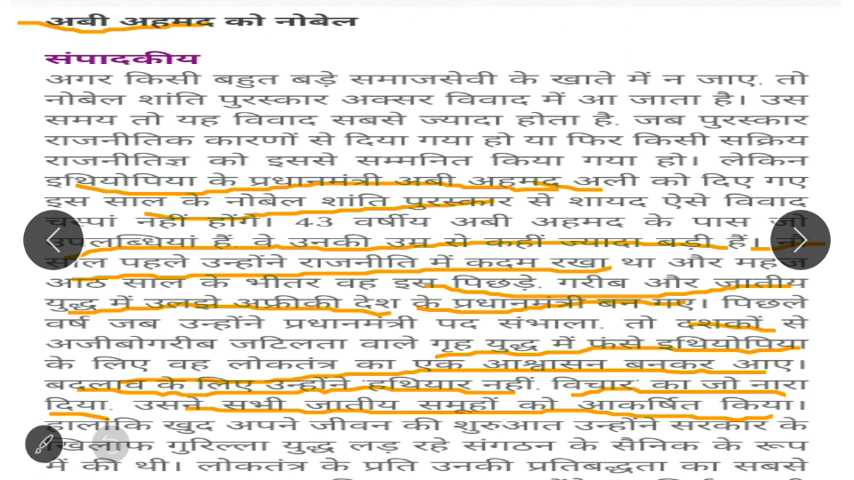 अबी अहमद को नोबेल
संपादकीय
अगर किसी बहुत बड़े समाजसेवी के खाते में न जाए, तो
नोबेल शांति पुरस्कार अक्सर विवाद में आ जाता है। उस
समय तो यह विवाद सबसे ज्यादा होता है, जब पुरस्कार
राजनीतिक कारणों से दिया गया हो या फिर किसी सक्रिय
राजनीतिज्ञ को इससे सम्मनित किया गया हो। लेकिन
इथियोपिया के प्रधानमंत्री अबी अहमद अली को दिए गए
इस साल के नोबेल शांति पुरस्कार से शायद ऐसे विवाद
चस्पां नहीं होंगे। 43 वर्षीय अबी अहमद के पास जो
उपलब्धियां हैं वे उनकी उम्र से कहीं ज्यादा बड़ी हैं।
साल पहले उन्होंने राजनीति में कदम रखा था और महज
आठ साल के भीतर वह इस पिछड़े, गरीब और जातीय
युद्ध में उलझे अफ्रीकी देश के प्रधानमंत्री बन गए। पिछले
वर्ष जब उन्होंने प्रधानमंत्री पद संभाला, तो दशकों से
अजीबोगरीब जटिलता वाले गृह युद्ध में फंसे इथियोपिया
के लिए वह लोकतंत्र का एक आश्वासन बनकर आए।
बदलाव के लिए उन्होंने हथियार नहीं, विचार का जो नारा
दिया, उसने सभी जातीय समूहों को आकर्षित किया।
हालांकि खुद अपने जीवन की शुरुआत उन्होंने सरकार के
खिलाफ गुरिल्ला युद्ध लड़ रहे संगठन के सैनिक के रूप
में की थी। लोकतंत्र के प्रति उनकी प्रतिबद्धता का सबसे